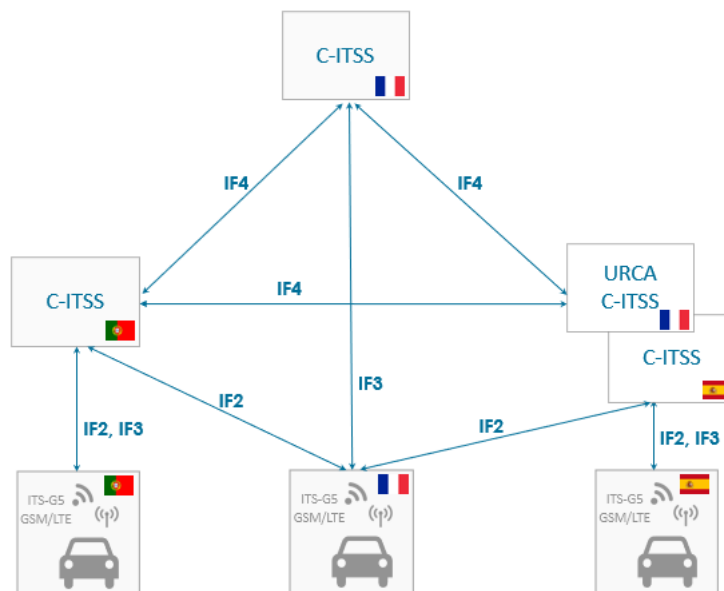 C-ITSS
IF4
IF4
C-ITSS
IF4
URCA
C-ITSS
C-ITSS
IF3
IF2
IF2
IF2, IF3
IF2, IF3
ITS-G5
GSM/LTE
ITS-G5
GSM/LTE
ITS-G5
GSM/LTE